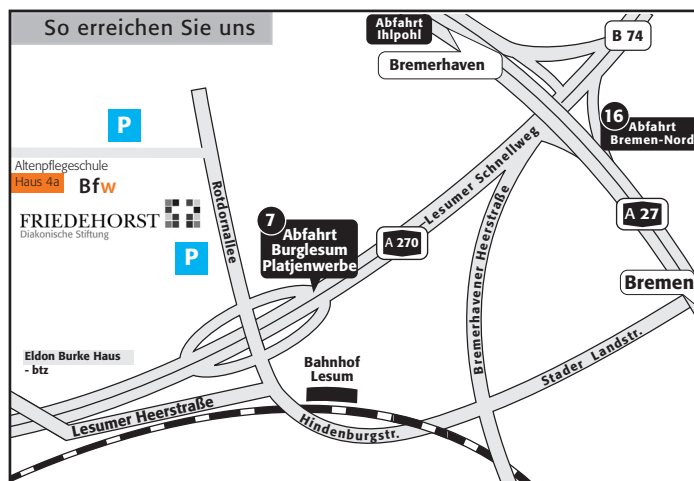 So erreichen Sie uns
Abfahrt
Ihlpohl
B 74
Bremerhaven
P
16
Abfahrt
Bremen-Nord
Altenpflegeschule
Haus 4a
Bfw
FRIEDEHORST
Diakonische Stiftung
P
Rotdornallee
7
Abfahrt
Burglesum
Platjenwerbe
A 270
Lesumer Schnellweg
Bremerhavener Heerstraße
A 27
Bremen
Eldon Burke Haus
- btz
Bahnhof
Lesum
Lesumer Heerstraße
Hindenburgstr.
Stader Landstr.